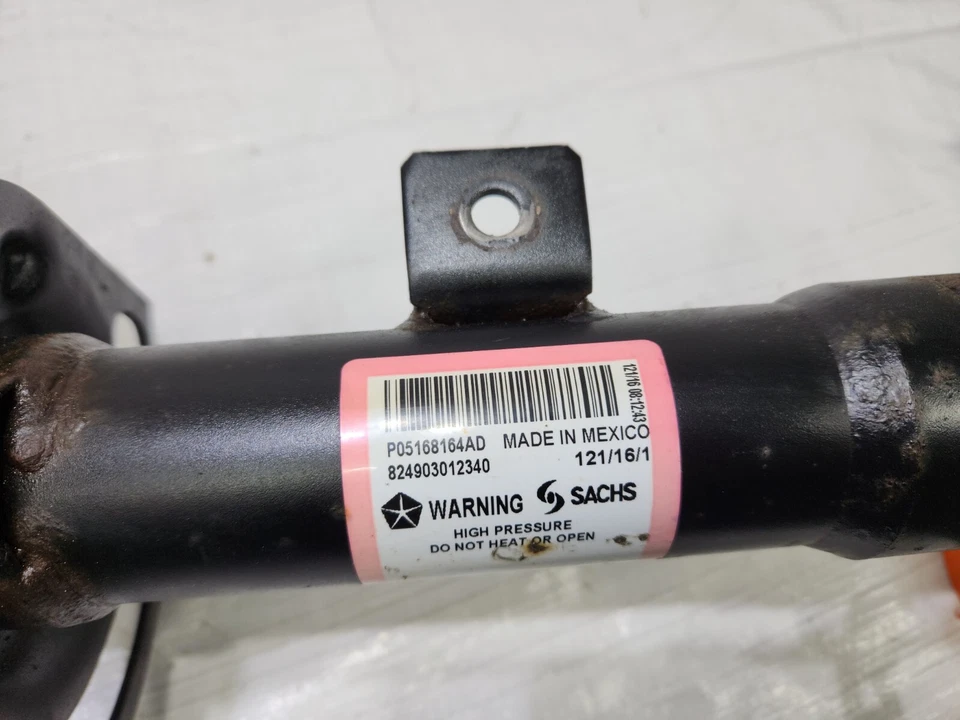 121/16 08:12:43
P05168164AD MADE IN MEXICO
824903012340 121/16/1
WARNING SACHS
HIGH PRESSURE
DO NOT HEAT OR OPEN